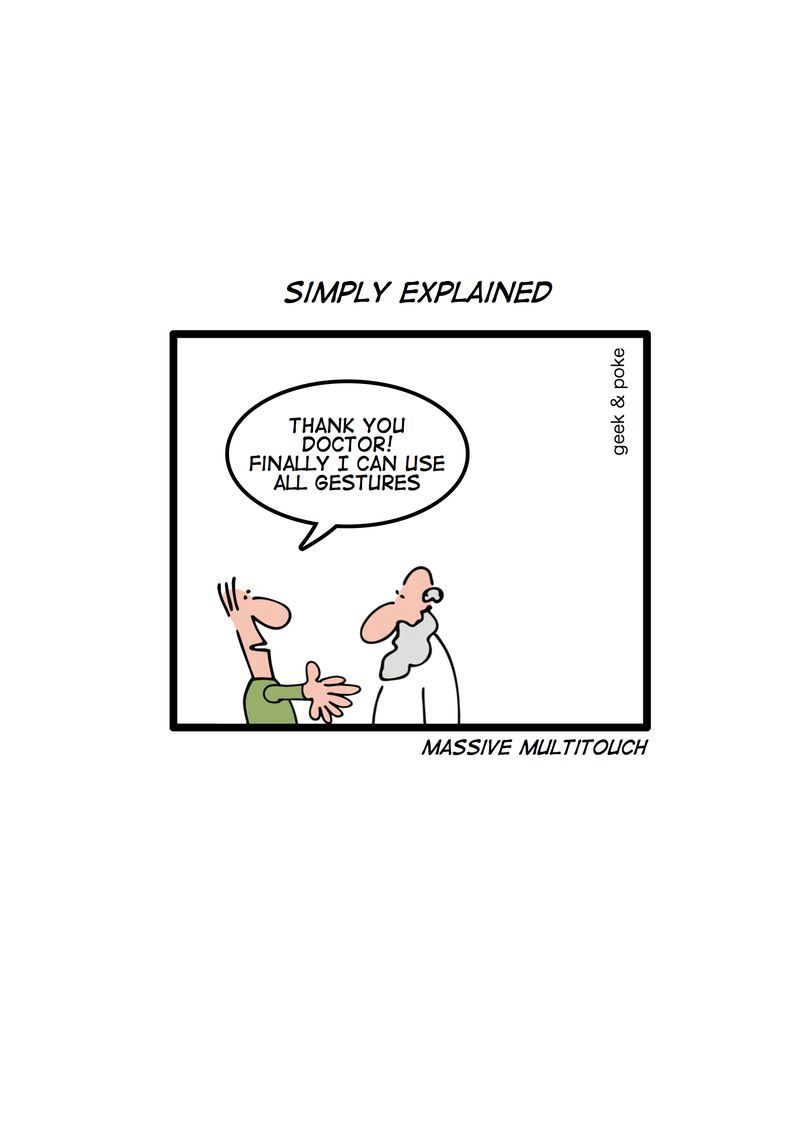 SIMPLY EXPLAINED
geek & poke
THANK YOU
DOCTOR!
FINALLY I CAN USE
ALL GESTURES
MASSIVE MULTITOUCH